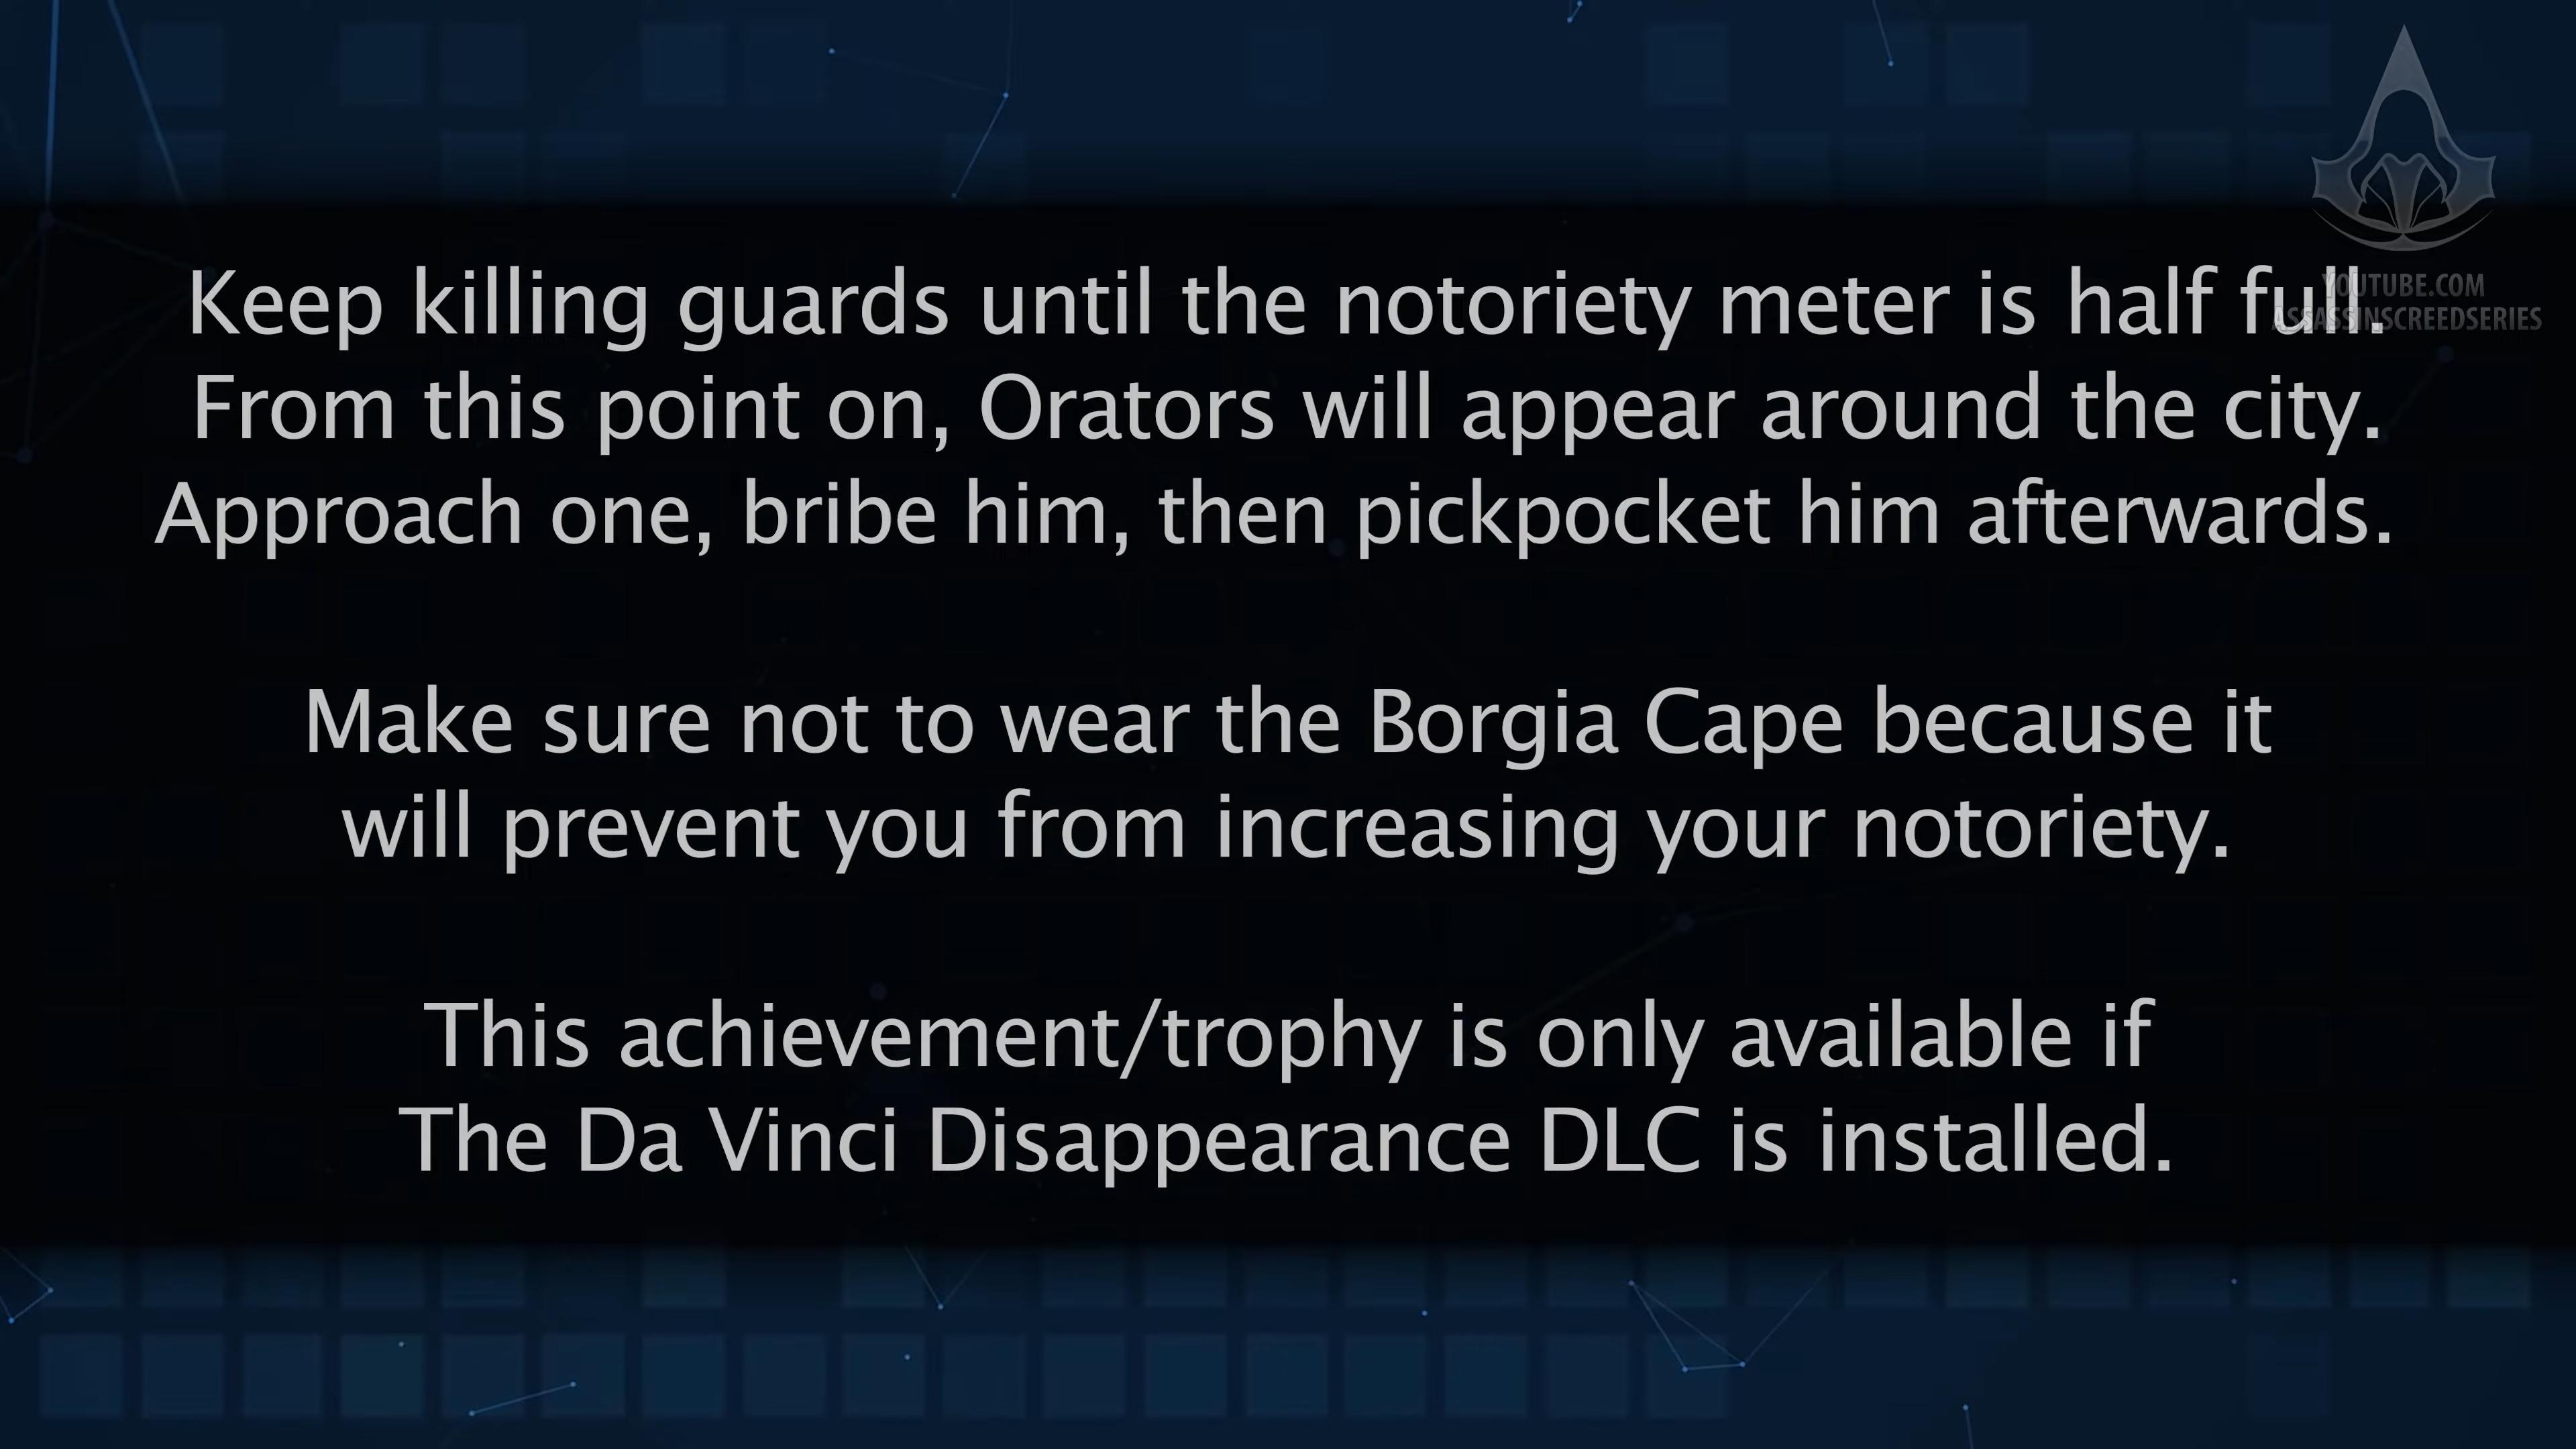 Keep killing guards until the notoriety meter is half full.
From this point on, Orators will appear around the city.
Approach one, bribe him, then pickpocket him afterwards.
Make sure not to wear the Borgia Cape because it
will prevent you from increasing your notoriety.
This achievement/trophy is only available if
The Da Vinci Disappearance DLC is installed.
YOUTUBE.COM
ASSASSINSCREEDSERIES